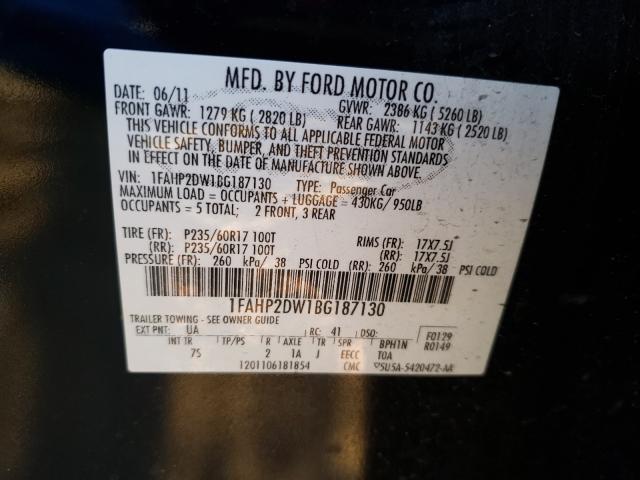 MFD. BY FORD MOTOR CO.
DATE: 06/11 GVWR: 2386 KG (5260 LB)
FRONT GAWR: 1279 KG (2820 LB) REAR GAWR: 1143 KG (2520 LB)
THIS VEHICLE CONFORMS TO ALL APPLICABLE FEDERAL MOTOR
VEHICLE SAFETY, BUMPER, AND THEFT PREVENTION STANDARDS
IN EFFECT ON THE DATE OF MANUFACTURE SHOWN ABOVE.
VIN: 1FAHP2DW1BG187130 TYPE: Passenger Car
MAXIMUM LOAD = OCCUPANTS + LUGGAGE = 430KG/950LB
OCCUPANTS = 5 TOTAL; 2 FRONT, 3 REAR
TIRE (FR): P235/60R17 100T RIMS (FR): 17X7.5J
(RR): P235/60R17 100T (RR): 17X7.5J
PRESSURE (FR): 260 kPa/ 38 PSI COLD (RR): 260 kPa/ 38 PSI COLD
1FAHP2DW1BG187130
TRAILER TOWING - SEE OWNER GUIDE
EXT PNT: UA RC: 41 DSO: F0129
INT TR TP/PS R AXLE TR SPR BPH1N R0149
7S 2 1A J EECC T0A
1201106181854 CMC 5U5A-5420472-AA